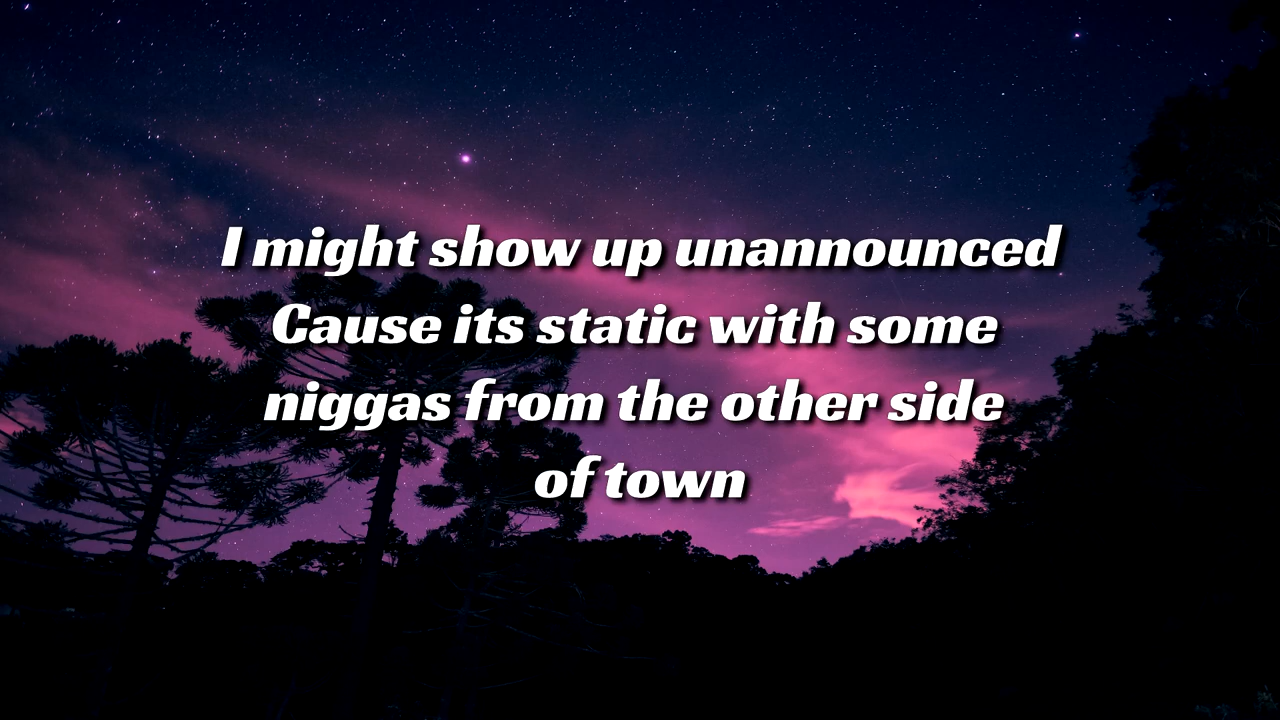 I might show up unannounced
Cause its static with some
niggas from the other side
of town